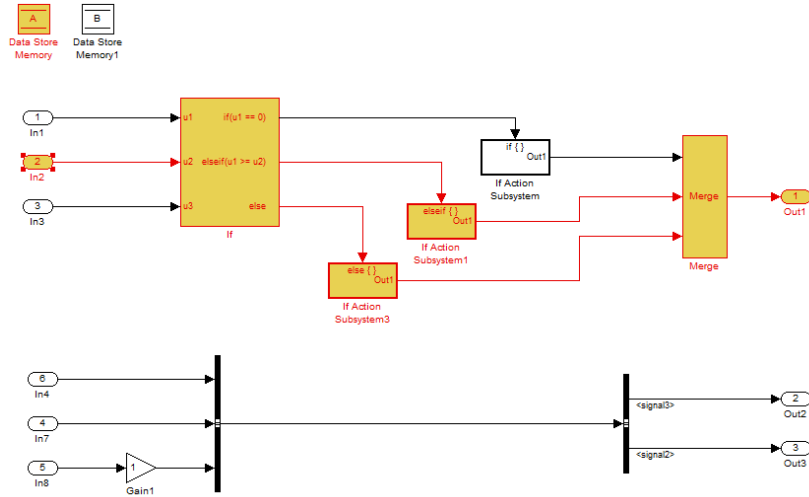 A
B
Data Store
Memory
Data Store
Memory1
1
In1
u1
if(u1 == 0)
if { }
Out1
If Action
Subsystem
2
In2
u2
elseif(u1 >= u2)
elseif { }
Out1
If Action
Subsystem1
3
In3
u3
else
If
else { }
Out1
If Action
Subsystem3
Merge
Merge
1
Out1
6
In4
4
In7
5
In8
1
Gain1
<signal3>
2
Out2
<signal2>
3
Out3